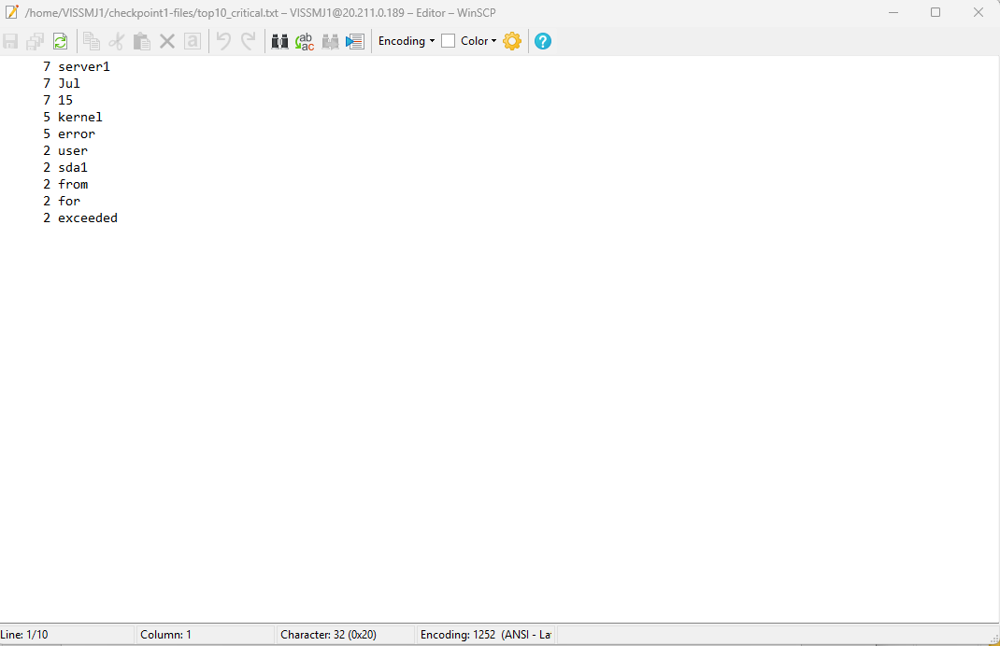 /home/VISSMJ1/checkpoint1-files/top10_critical.txt – VISSMJ1@20.211.0.189 – Editor – WinSCP
a ab ac Encoding Color ?
7 server1
7 Jul
7 15
5 kernel
5 error
2 user
2 sda1
2 from
2 for
2 exceeded
Line: 1/10 Column: 1 Character: 32 (0x20) Encoding: 1252 (ANSI - La